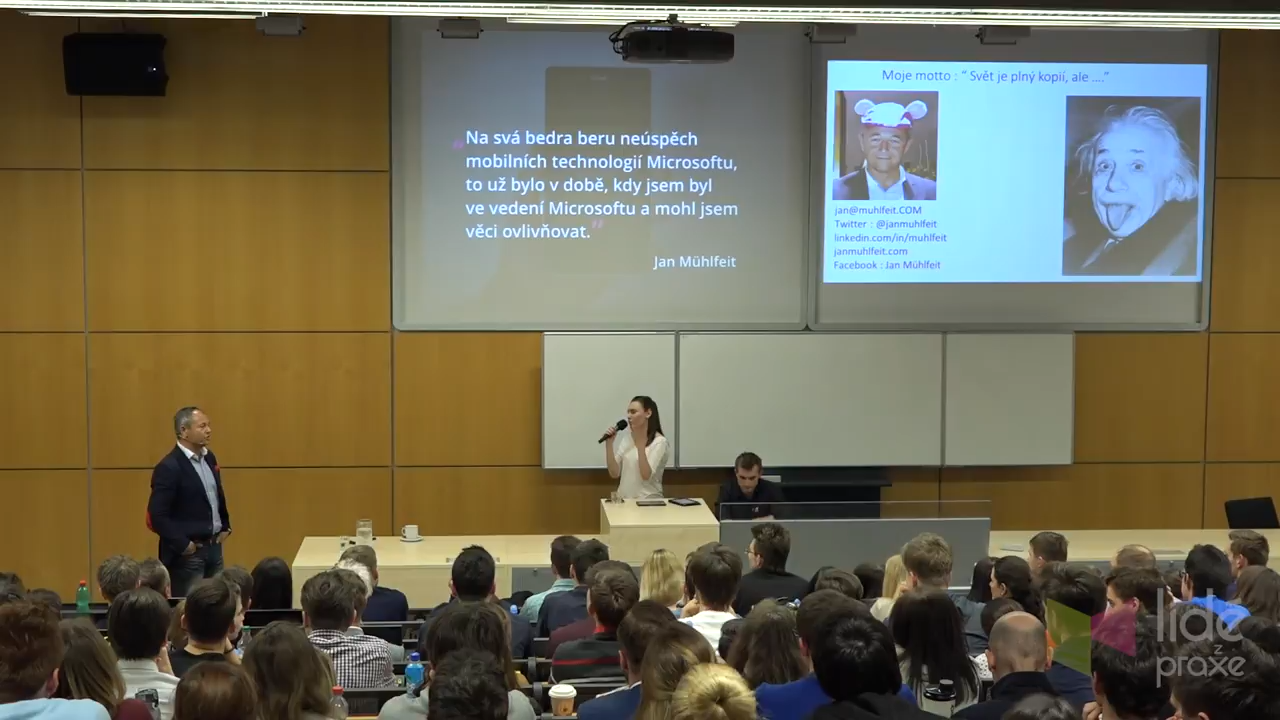 „Na svá bedra beru neúspěch
mobilních technologií Microsoftu,
to už bylo v době, kdy jsem byl
ve vedení Microsoftu a mohl jsem
věci ovlivňovat.”
Jan Mühlfeit
Moje motto : “ Svět je plný kopií, ale ....”
jan@muhlfeit.COM
Twitter : @janmuhlfeit
linkedin.com/in/muhlfeit
janmuhlfeit.com
Facebook : Jan Mühlfeit
lidé
z
praxe